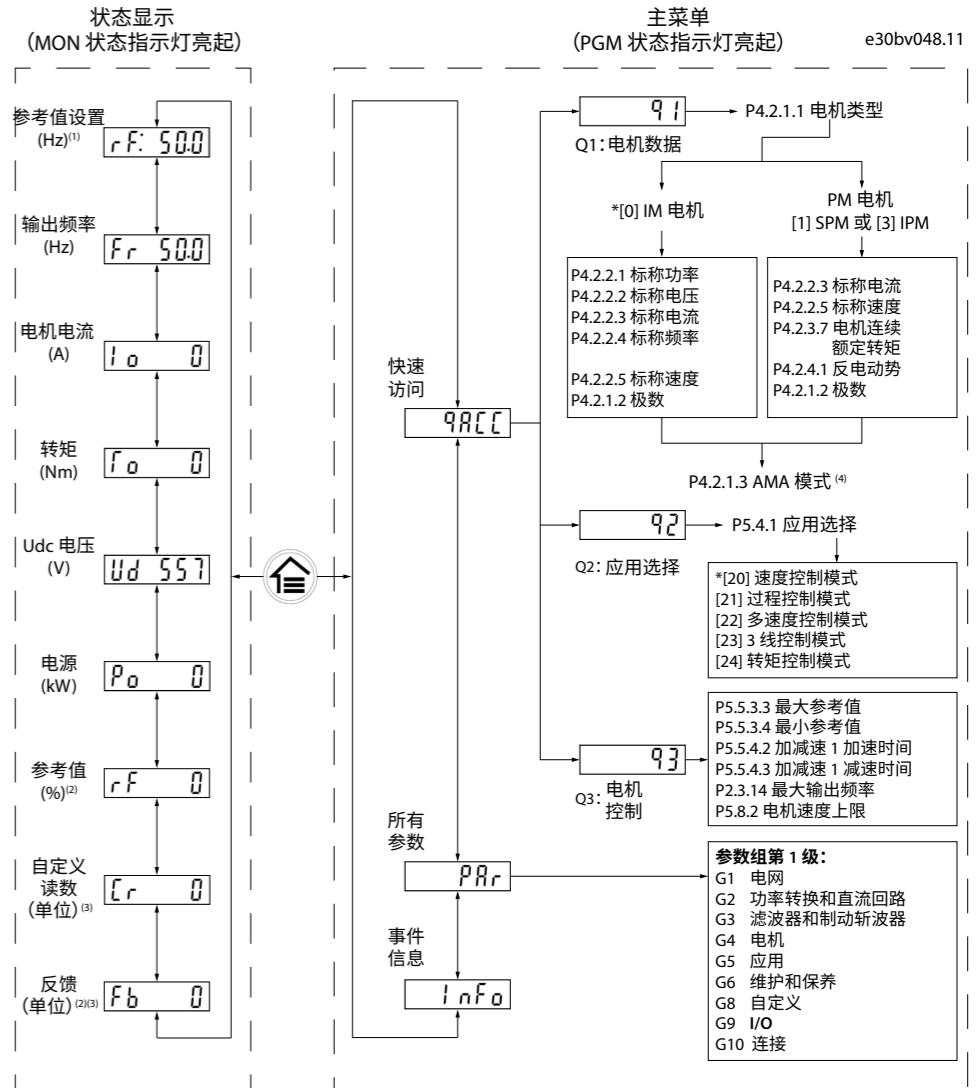 状态显示
（MON 状态指示灯亮起）
主菜单
（PGM 状态指示灯亮起）
e30bv048.11
参考值设置
(Hz)(1)
rF: 50.0
输出频率
(Hz)
Fr 50.0
电机电流
(A)
Io 0
转矩
(Nm)
To 0
Udc 电压
(V)
Ud 557
电源
(kW)
Po 0
参考值
(%)(2)
rF 0
自定义
读数
（单位）(3)
Cr 0
反馈
（单位）(2)(3)
Fb 0
快速
访问
qACC
所有
参数
PAr
事件
信息
InFo
q1
Q1：电机数据
P4.2.1.1 电机类型
*[0] IM 电机
PM 电机
[1] SPM 或 [3] IPM
P4.2.2.1 标称功率
P4.2.2.2 标称电压
P4.2.2.3 标称电流
P4.2.2.4 标称频率
P4.2.2.5 标称速度
P4.2.1.2 极数
P4.2.2.3 标称电流
P4.2.2.5 标称速度
P4.2.3.7 电机连续
额定转矩
P4.2.4.1 反电动势
P4.2.1.2 极数
P4.2.1.3 AMA 模式 (4)
q2
Q2：应用选择
P5.4.1 应用选择
*[20] 速度控制模式
[21] 过程控制模式
[22] 多速度控制模式
[23] 3 线控制模式
[24] 转矩控制模式
q3
Q3：电机
控制
P5.5.3.3 最大参考值
P5.5.3.4 最小参考值
P5.5.4.2 加减速 1 加速时间
P5.5.4.3 加减速 1 减速时间
P2.3.14 最大输出频率
P5.8.2 电机速度上限
参数组第 1 级：
G1 电网
G2 功率转换和直流回路
G3 滤波器和制动斩波器
G4 电机
G5 应用
G6 维护和保养
G8 自定义
G9 I/O
G10 连接